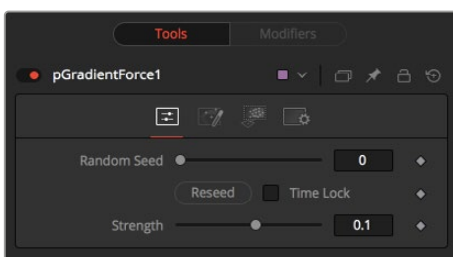 Tools Modifiers
pGradientForce1
Random Seed 0
Reseed Time Lock
Strength 0.1